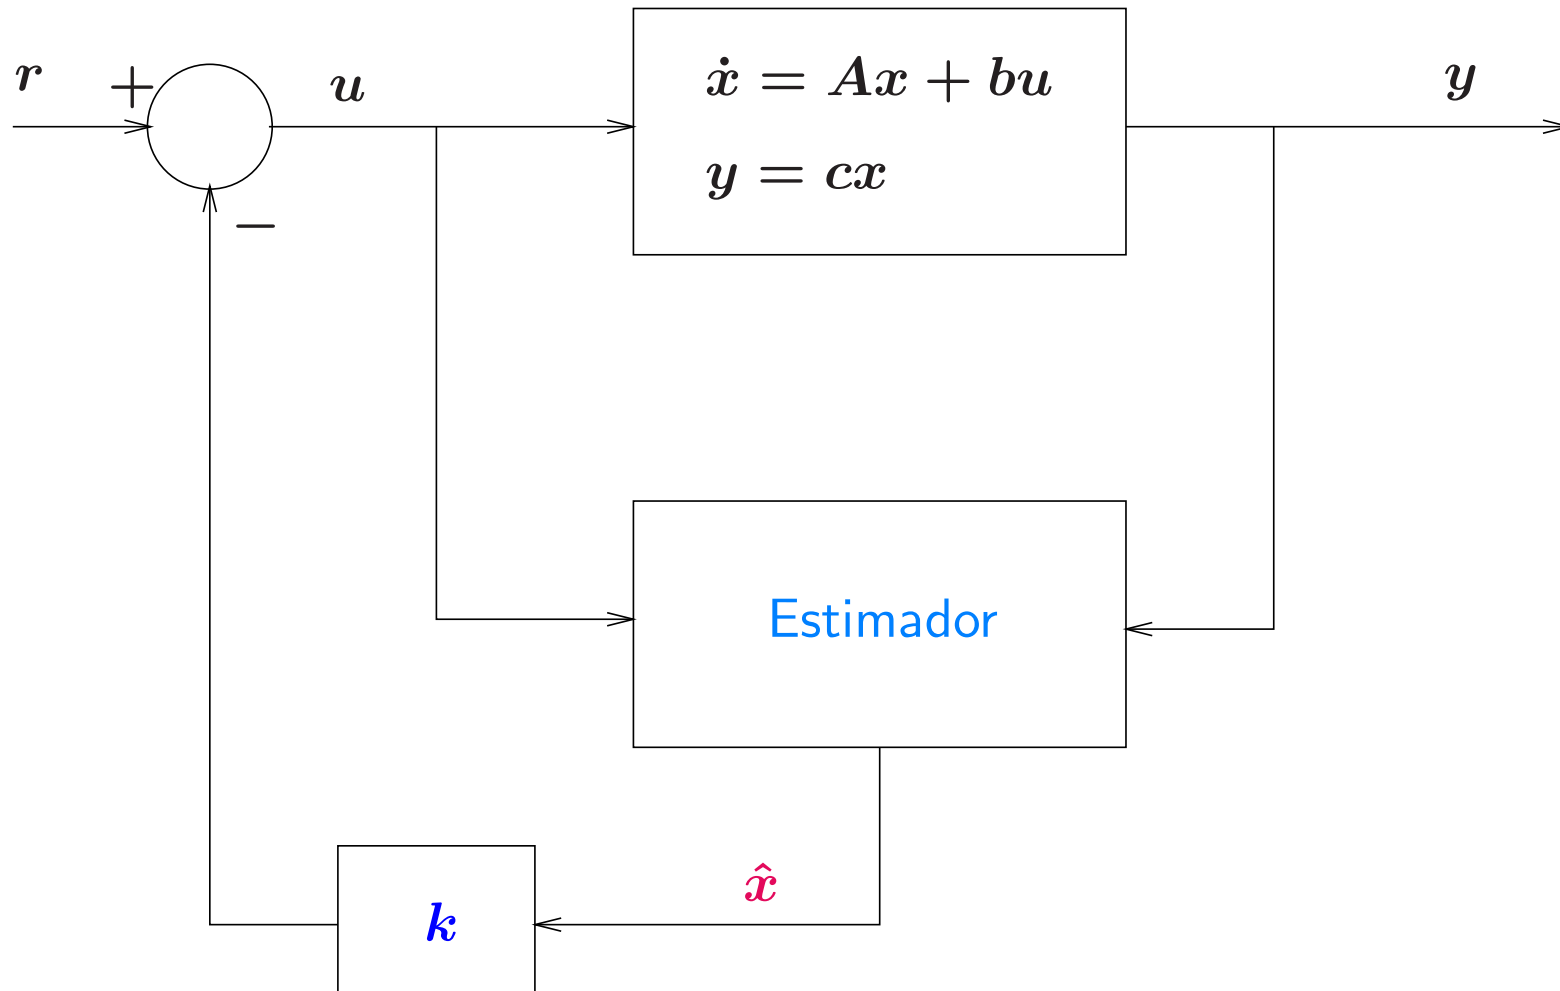 r
+
u
ẋ = Ax + bu
y
y = cx
−
Estimador
x̂
k